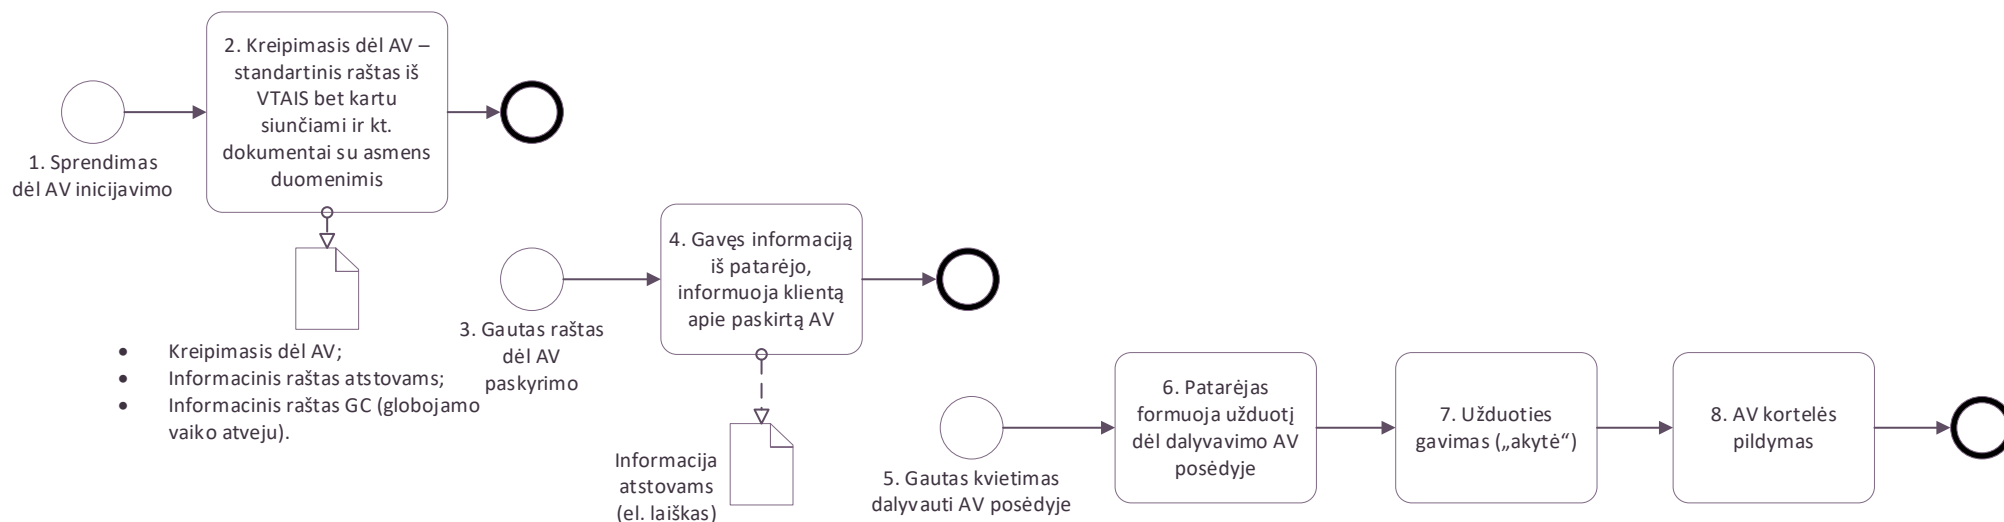 2. Kreipimasis dėl AV –
standartinis raštas iš
VTAIS bet kartu
siunčiami ir kt.
dokumentai su asmens
duomenimis
1. Sprendimas
dėl AV inicijavimo
• Kreipimasis dėl AV;
• Informacinis raštas atstovams;
• Informacinis raštas GC (globojamo
vaiko atveju).
4. Gavęs informaciją
iš patarėjo,
informuoja klientą
apie paskirtą AV
3. Gautas raštas
dėl AV
paskyrimo
Informacija
atstovams
(el. laiškas)
5. Gautas kvietimas
dalyvauti AV posėdyje
6. Patarėjas
formuoja užduotį
dėl dalyvavimo AV
posėdyje
7. Užduoties
gavimas („akytė“)
8. AV kortelės
pildymas